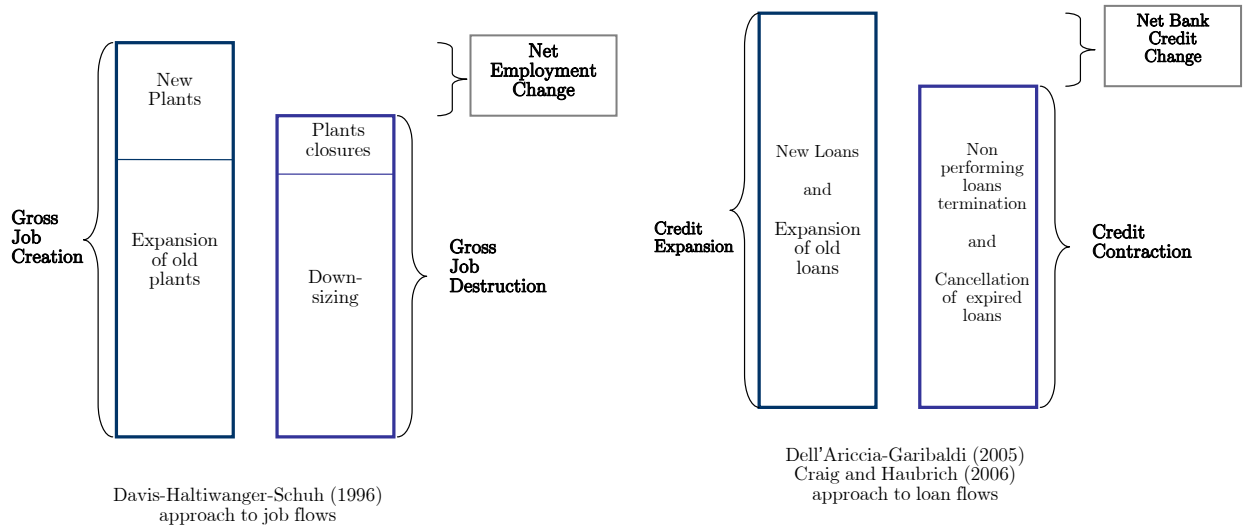 New
Plants
Expansion
of old
plants
Gross
Job
Creation
Plants
closures
Down-
sizing
Gross
Job
Destruction
Net
Employment
Change
Davis-Haltiwanger-Schuh (1996)
approach to job flows
Credit
Expansion
New Loans
and
Expansion
of old
loans
Non
performing
loans
termination
and
Cancellation
of expired
loans
Credit
Contraction
Net Bank
Credit
Change
Dell'Ariccia-Garibaldi (2005)
Craig and Haubrich (2006)
approach to loan flows